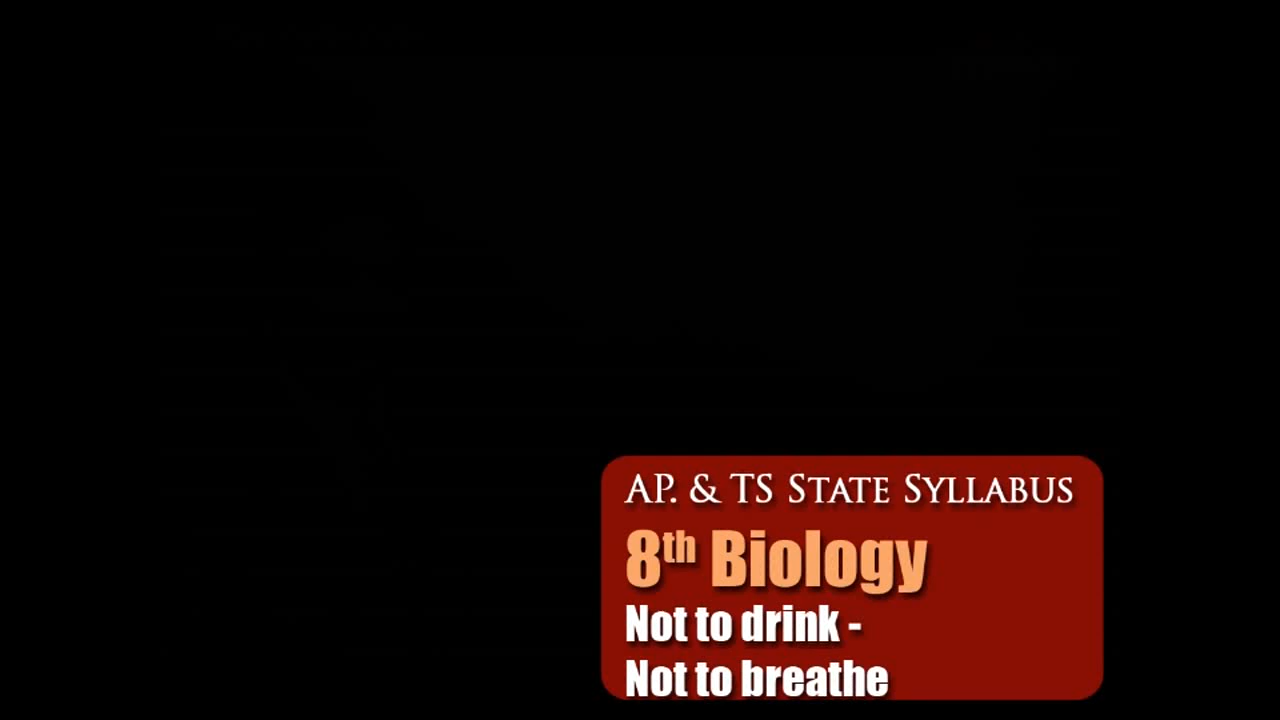 AP. & TS STATE SYLLABUS
8th Biology
Not to drink -
Not to breathe